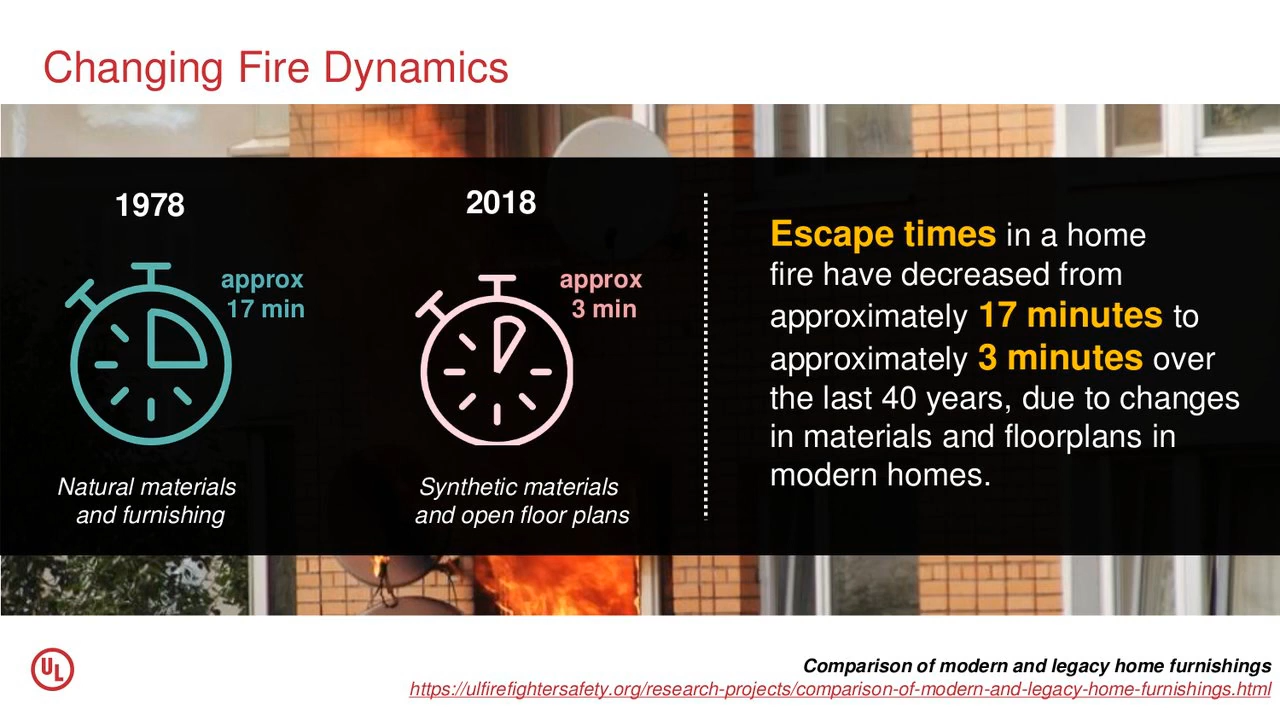 Changing Fire Dynamics
1978
2018
approx
17 min
approx
3 min
Natural materials
and furnishing
Synthetic materials
and open floor plans
Escape times in a home
fire have decreased from
approximately 17 minutes to
approximately 3 minutes over
the last 40 years, due to changes
in materials and floorplans in
modern homes.
UL
Comparison of modern and legacy home furnishings
https://ulfirefightersafety.org/research-projects/comparison-of-modern-and-legacy-home-furnishings.html